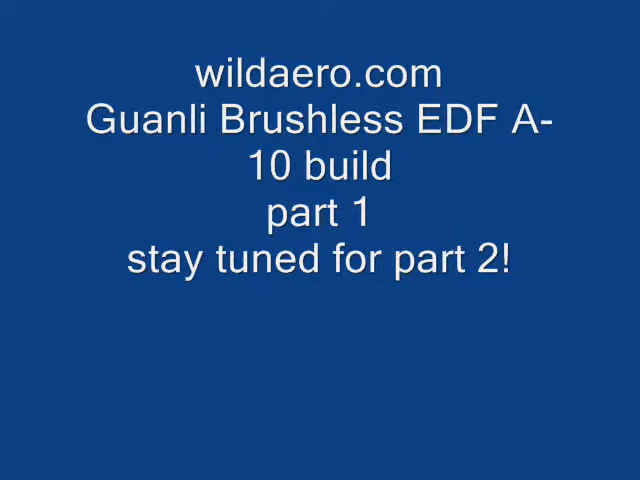 wildaero.com
Guanli Brushless EDF A-
10 build
part 1
stay tuned for part 2!